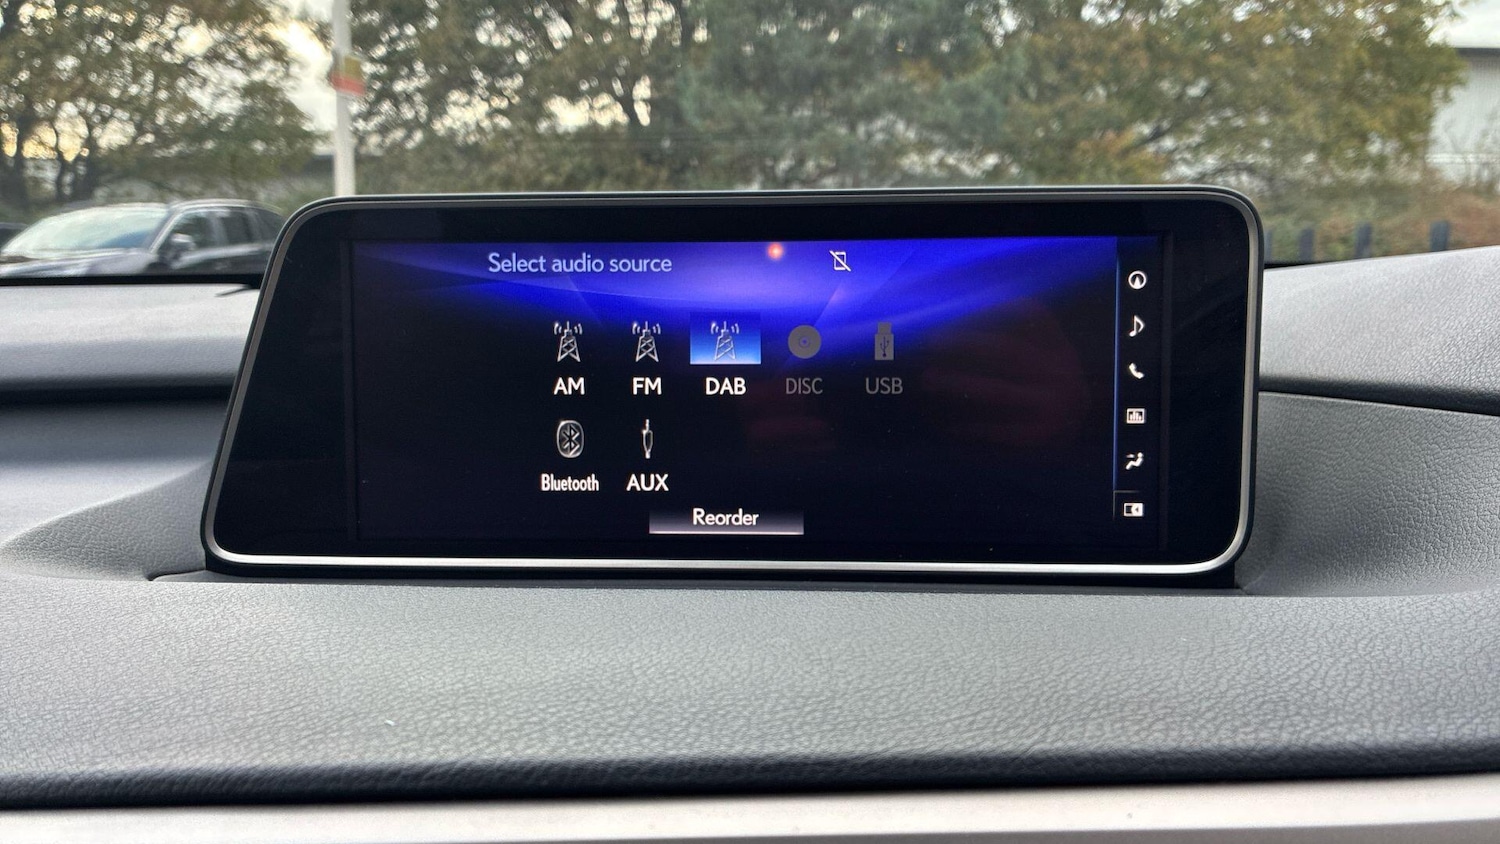 Select audio source
AM FM DAB DISC USB
Bluetooth AUX
Reorder